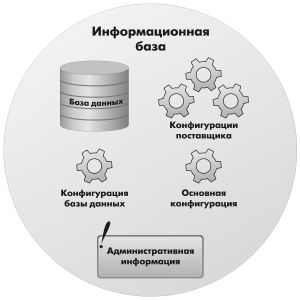 Информационная
база
База данных
Конфигурации
поставщика
Конфигурация
базы данных
Основная
конфигурация
Административная
информация